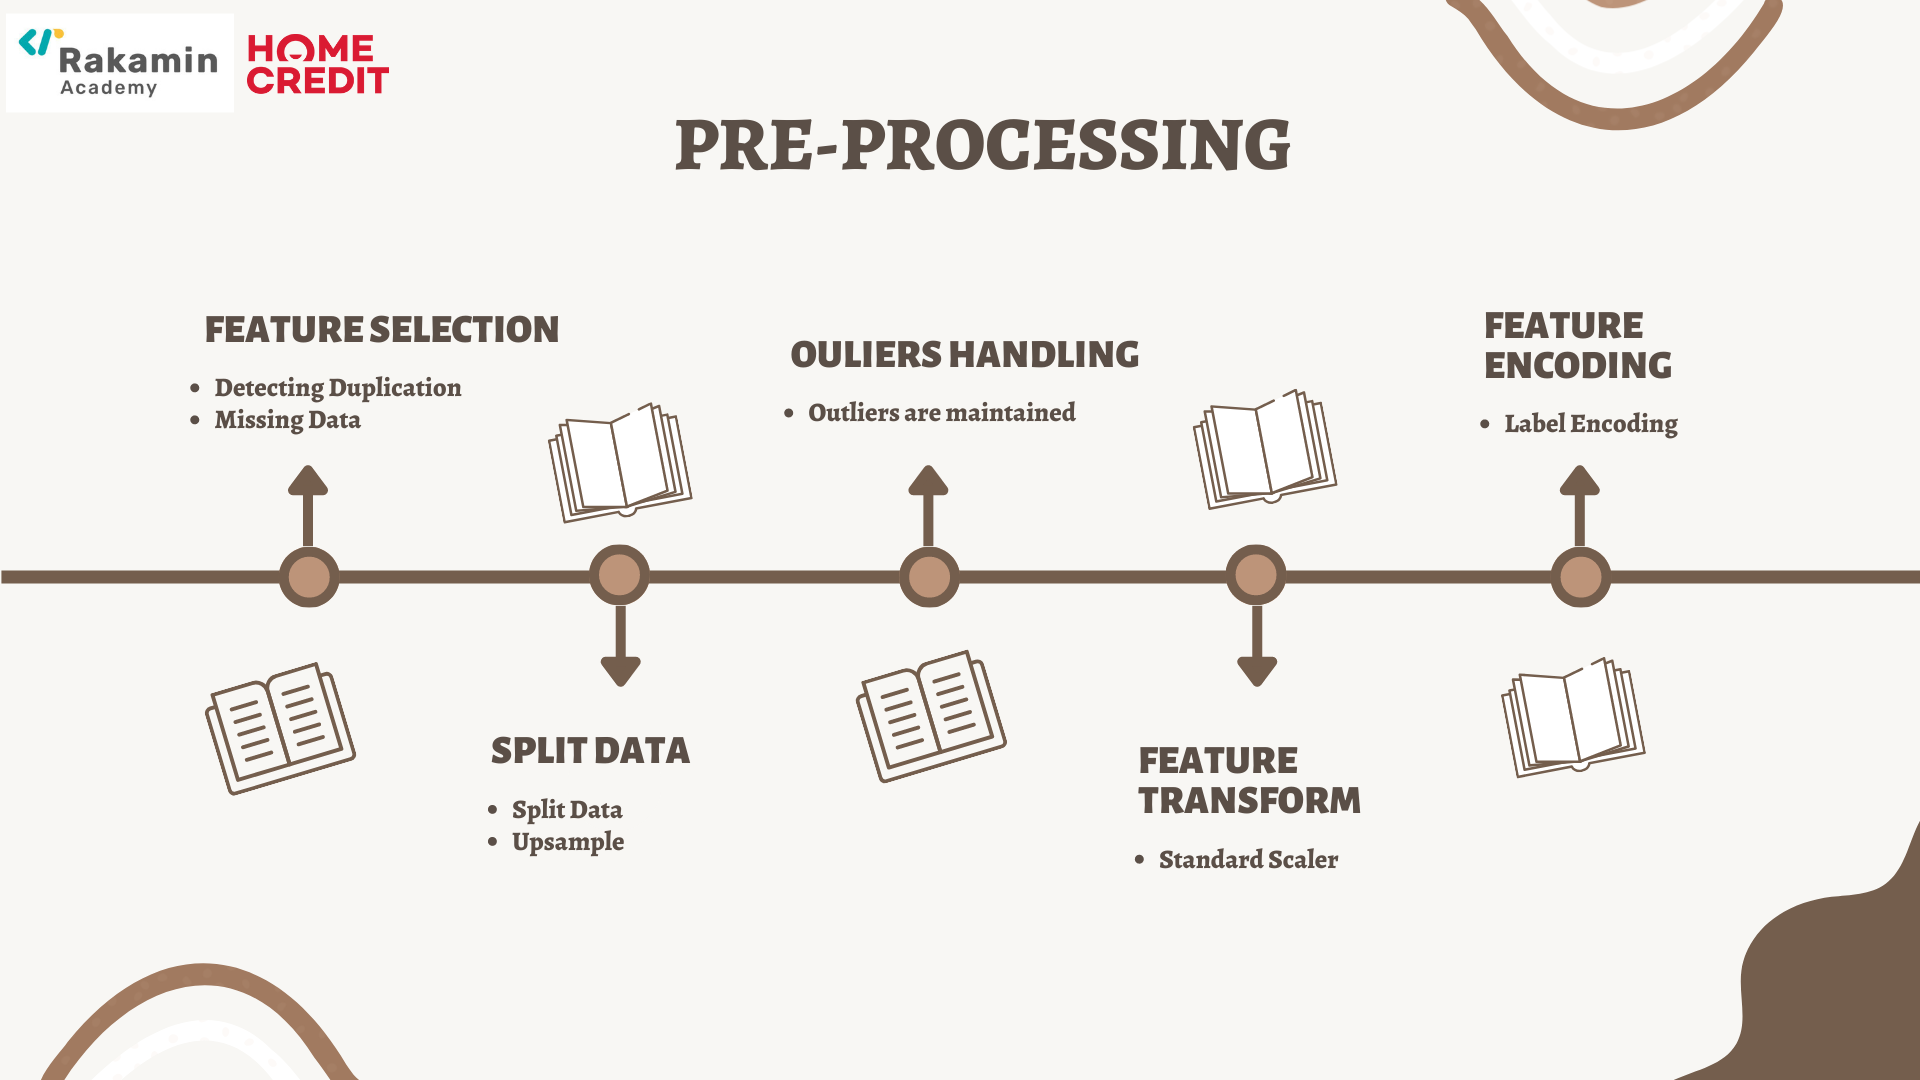 Rakamin
Academy
HOME
CREDIT
PRE-PROCESSING
FEATURE SELECTION
• Detecting Duplication
• Missing Data
SPLIT DATA
• Split Data
• Upsample
OULIERS HANDLING
• Outliers are maintained
FEATURE
TRANSFORM
• Standard Scaler
FEATURE
ENCODING
• Label Encoding